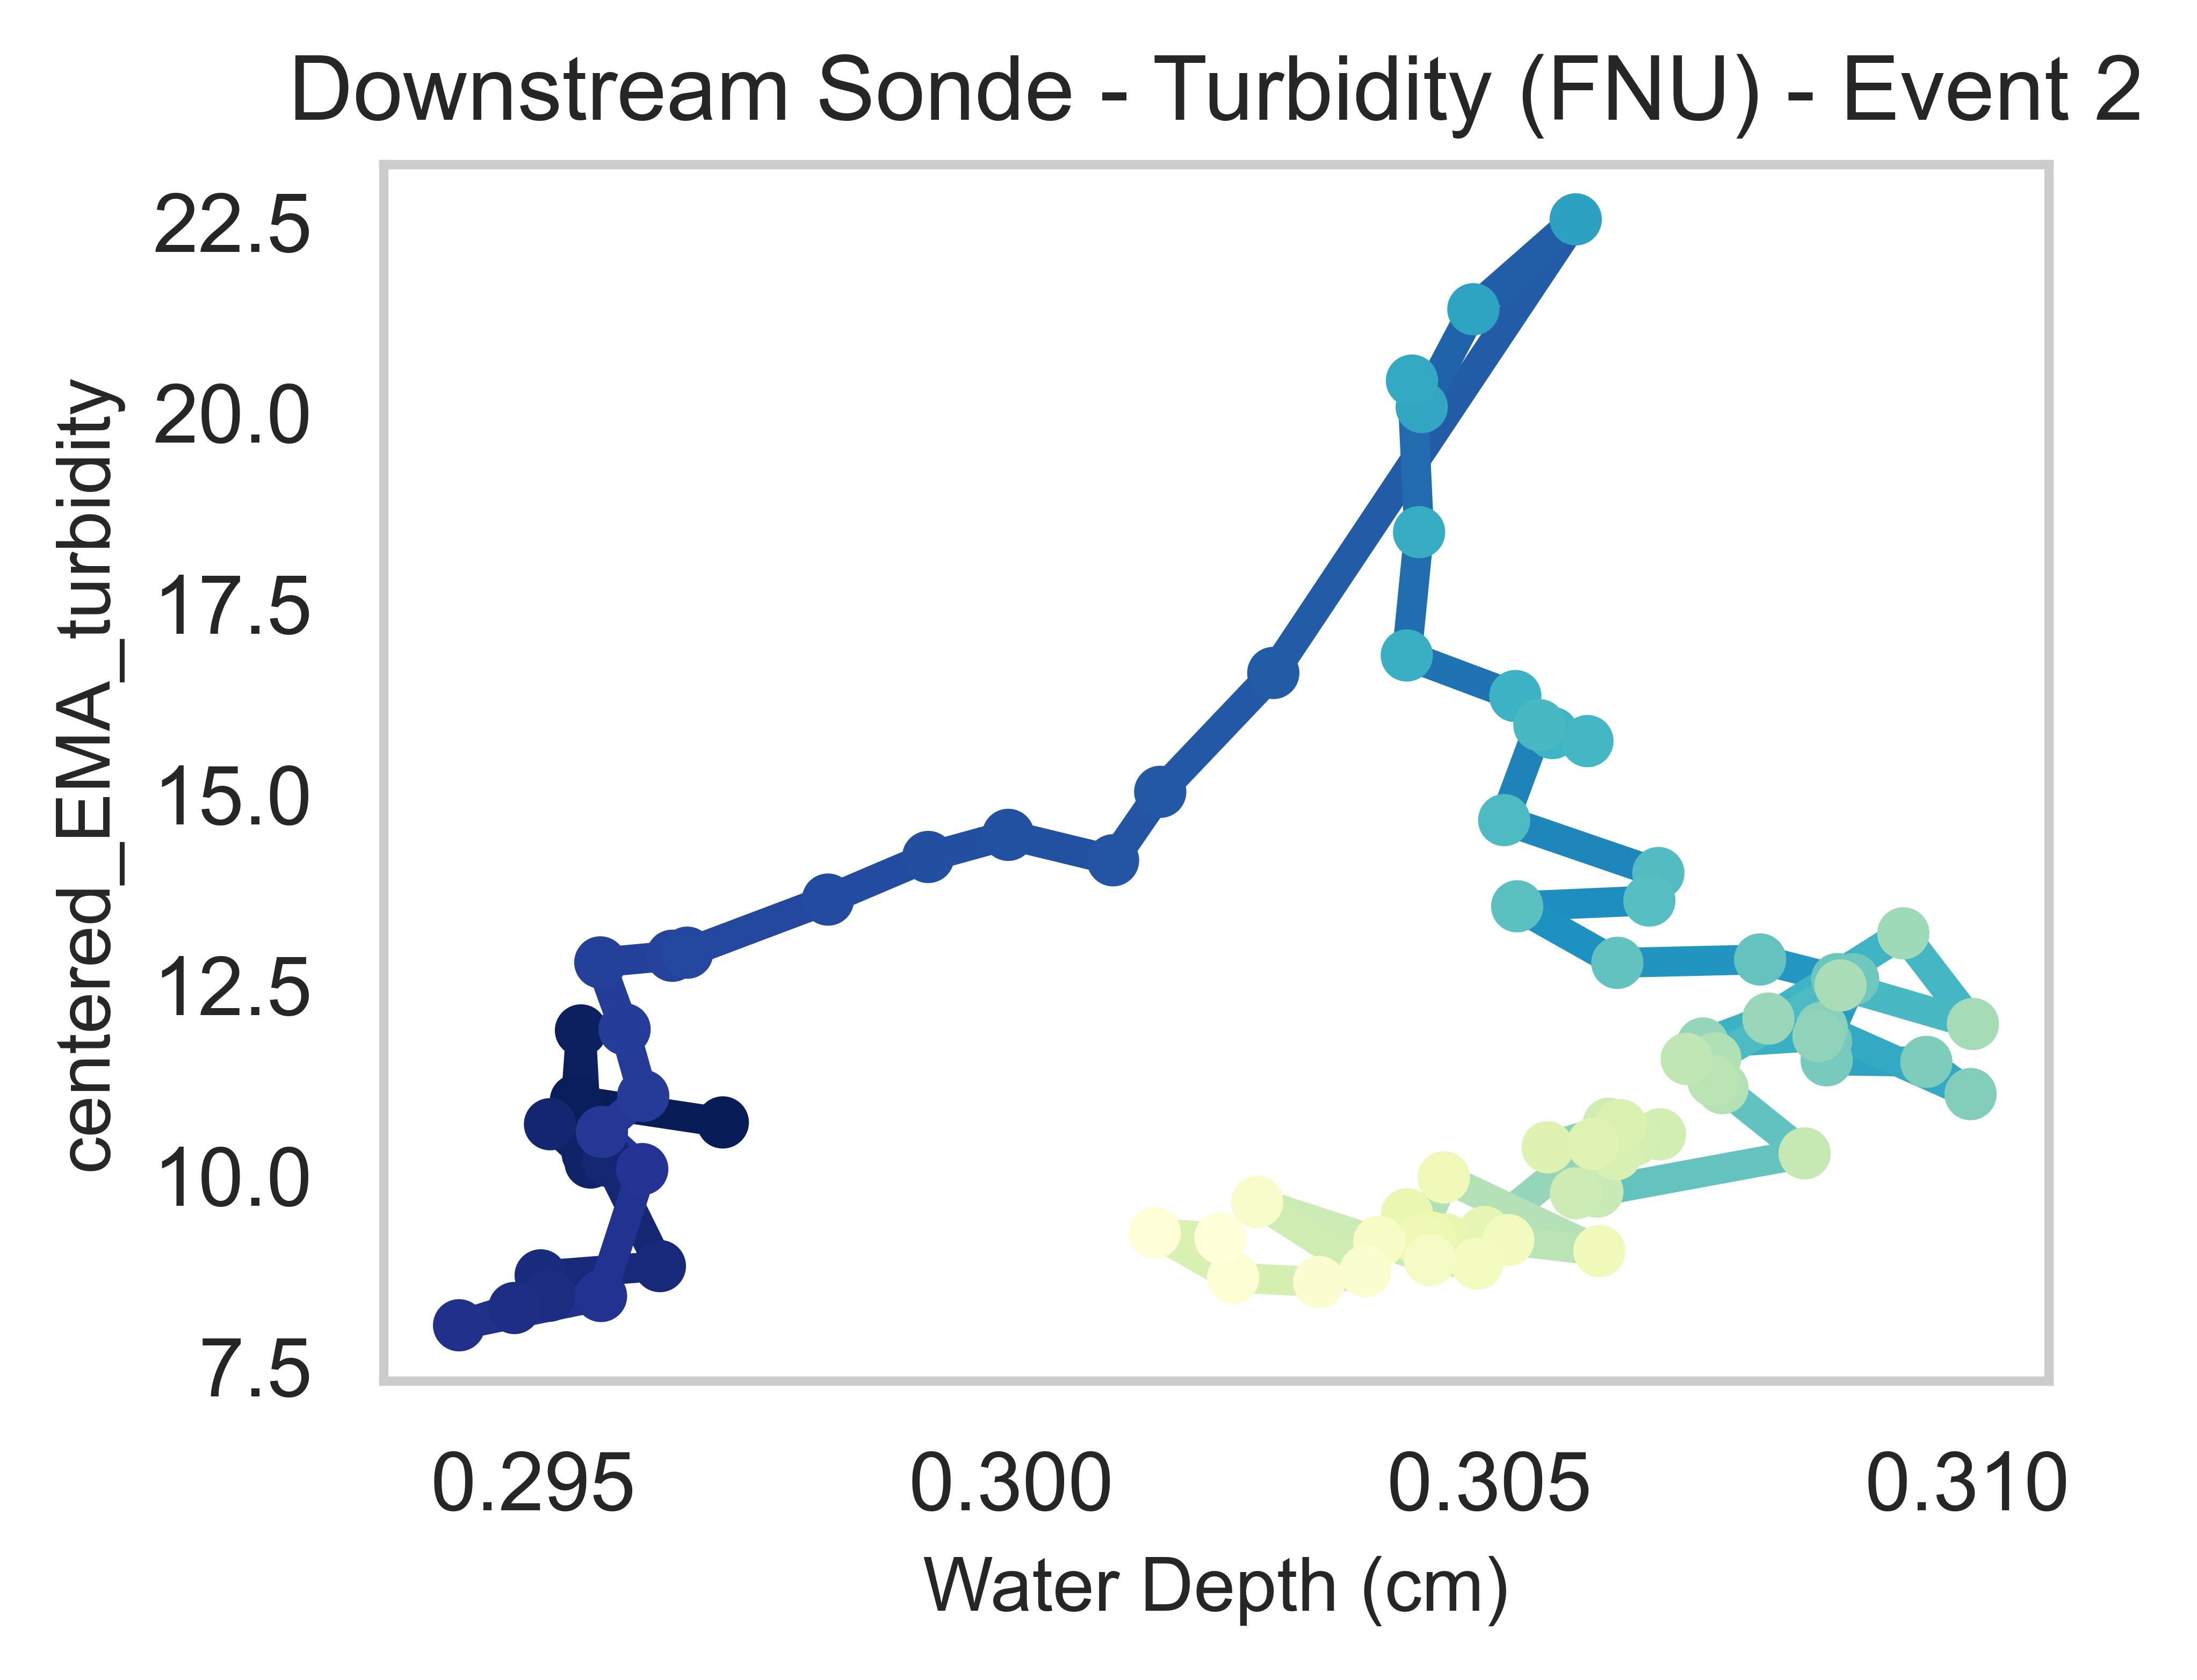 Downstream Sonde - Turbidity (FNU) - Event 2
22.5
20.0
17.5
15.0
12.5
10.0
7.5
centered_EMA_turbidity
0.295 0.300 0.305 0.310
Water Depth (cm)